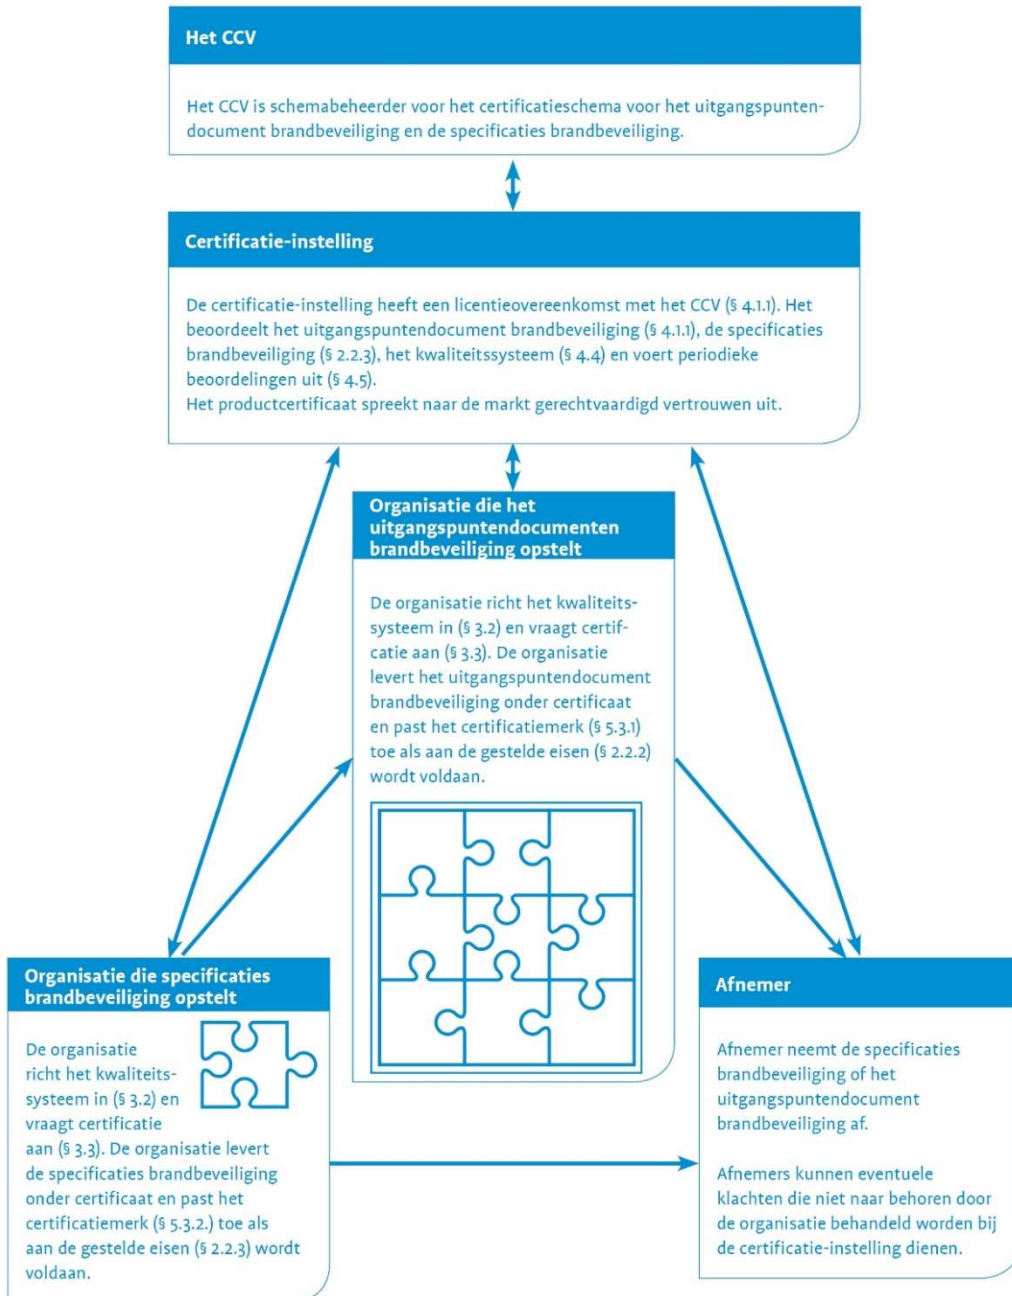 Het CCV
Het CCV is schemabeheerder voor het certificatieschema voor het uitgangspunten-
document brandbeveiliging en de specificaties brandbeveiliging.
Certificatie-instelling
De certificatie-instelling heeft een licentieovereenkomst met het CCV (§ 4.1.1). Het
beoordeelt het uitgangspuntendocument brandbeveiliging (§ 4.1.1), de specificaties
brandbeveiliging (§ 2.2.3), het kwaliteitssysteem (§ 4.4) en voert periodieke
beoordelingen uit (§ 4.5).
Het productcertificaat spreekt naar de markt gerechtvaardigd vertrouwen uit.
Organisatie die het
uitgangspuntendocumenten
brandbeveiliging opstelt
De organisatie richt het kwaliteits-
systeem in (§ 3.2) en vraagt certif-
catie aan (§ 3.3). De organisatie
levert het uitgangspuntendocument
brandbeveiliging onder certificaat
en past het certificatiemerk (§ 5.3.1)
toe als aan de gestelde eisen (§ 2.2.2)
wordt voldaan.
Organisatie die specificaties
brandbeveiliging opstelt
De organisatie
richt het kwaliteits-
systeem in (§ 3.2) en
vraagt certificatie
aan (§ 3.3). De organisatie levert
de specificaties brandbeveiliging
onder certificaat en past het
certificatiemerk (§ 5.3.2.) toe als
aan de gestelde eisen (§ 2.2.3) wordt
voldaan.
Afnemer
Afnemer neemt de specificaties
brandbeveiliging of het
uitgangspuntendocument
brandbeveiliging af.
Afnemers kunnen eventuele
klachten die niet naar behoren door
de organisatie behandeld worden bij
de certificatie-instelling dienen.